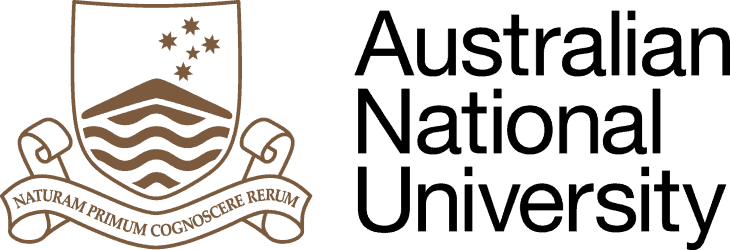 NATURAM PRIMUM COGNOSCERE RERUM
Australian
National
University